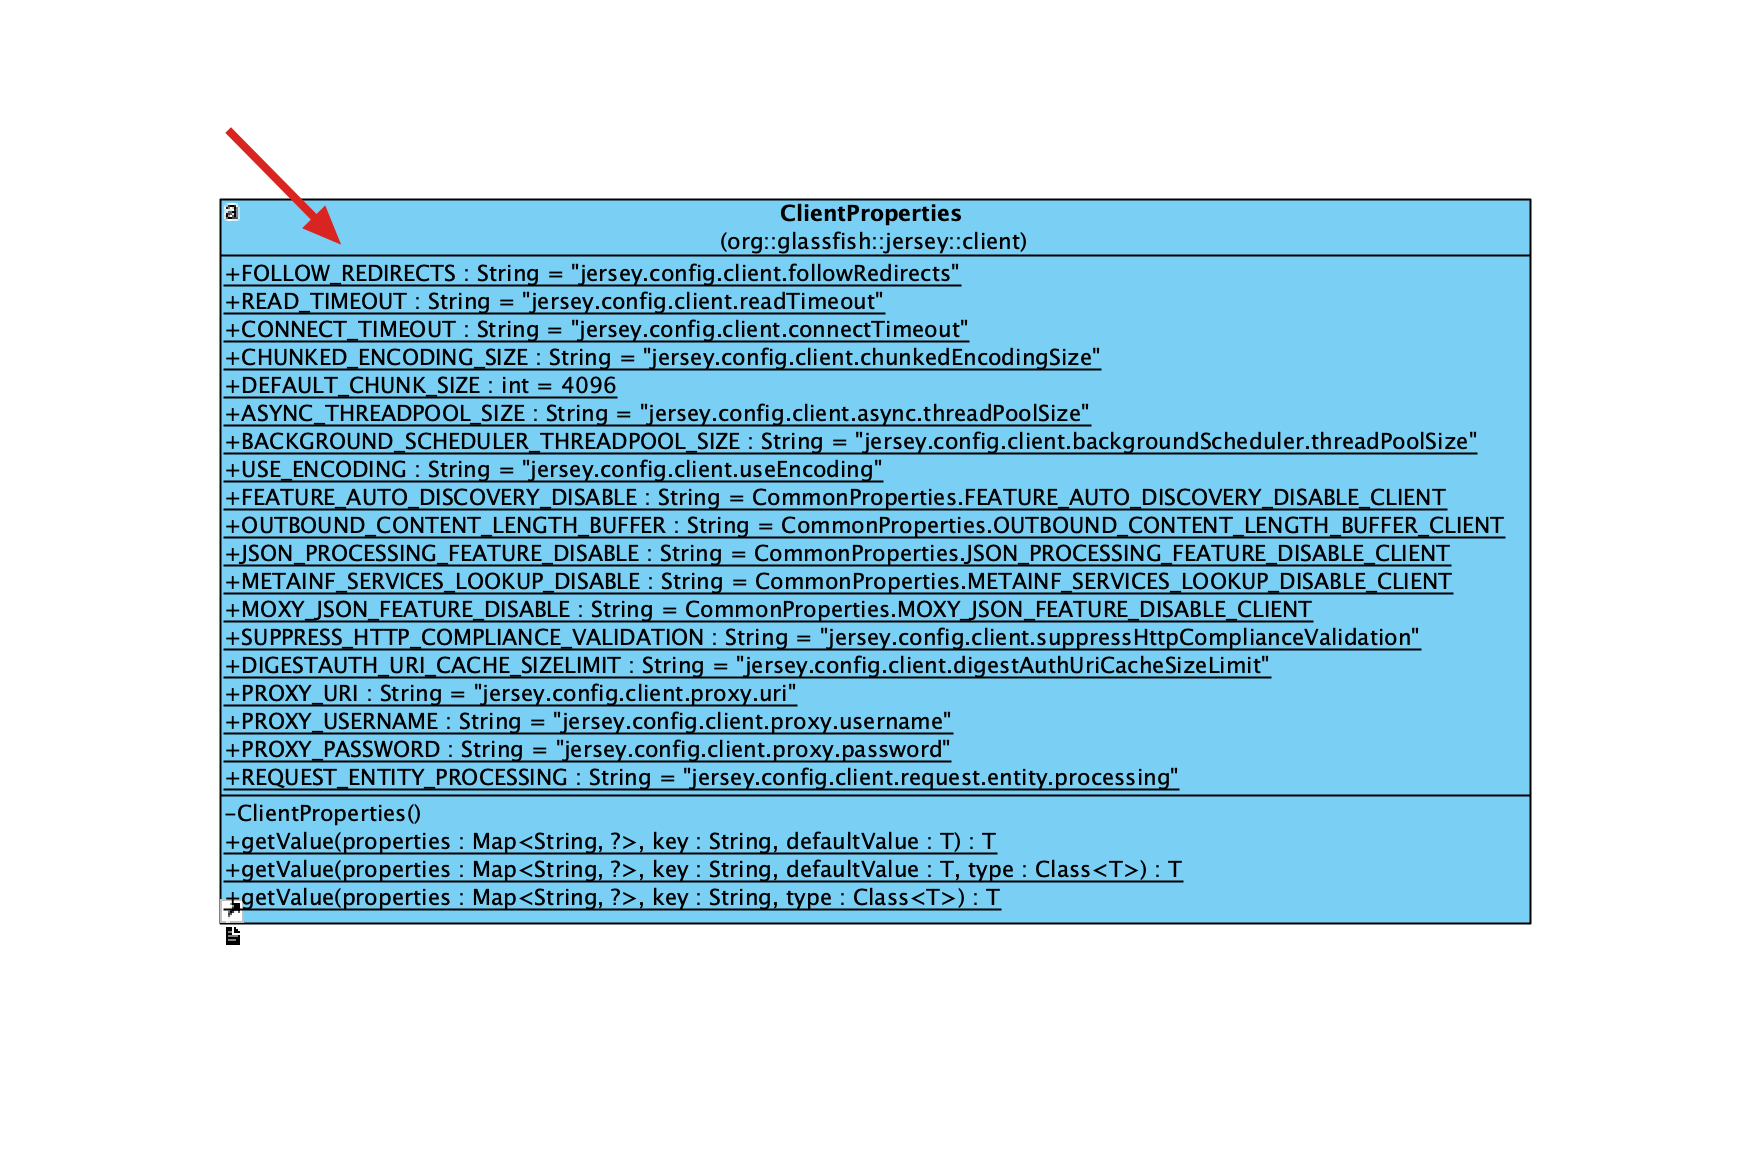 a
ClientProperties
(org::glassfish::jersey::client)
+FOLLOW_REDIRECTS : String = "jersey.config.client.followRedirects"
+READ_TIMEOUT : String = "jersey.config.client.readTimeout"
+CONNECT_TIMEOUT : String = "jersey.config.client.connectTimeout"
+CHUNKED_ENCODING_SIZE : String = "jersey.config.client.chunkedEncodingSize"
+DEFAULT_CHUNK_SIZE : int = 4096
+ASYNC_THREADPOOL_SIZE : String = "jersey.config.client.async.threadPoolSize"
+BACKGROUND_SCHEDULER_THREADPOOL_SIZE : String = "jersey.config.client.backgroundScheduler.threadPoolSize"
+USE_ENCODING : String = "jersey.config.client.useEncoding"
+FEATURE_AUTO_DISCOVERY_DISABLE : String = CommonProperties.FEATURE_AUTO_DISCOVERY_DISABLE_CLIENT
+OUTBOUND_CONTENT_LENGTH_BUFFER : String = CommonProperties.OUTBOUND_CONTENT_LENGTH_BUFFER_CLIENT
+JSON_PROCESSING_FEATURE_DISABLE : String = CommonProperties.JSON_PROCESSING_FEATURE_DISABLE_CLIENT
+METAINF_SERVICES_LOOKUP_DISABLE : String = CommonProperties.METAINF_SERVICES_LOOKUP_DISABLE_CLIENT
+MOXY_JSON_FEATURE_DISABLE : String = CommonProperties.MOXY_JSON_FEATURE_DISABLE_CLIENT
+SUPPRESS_HTTP_COMPLIANCE_VALIDATION : String = "jersey.config.client.suppressHttpComplianceValidation"
+DIGESTAUTH_URI_CACHE_SIZELIMIT : String = "jersey.config.client.digestAuthUriCacheSizeLimit"
+PROXY_URI : String = "jersey.config.client.proxy.uri"
+PROXY_USERNAME : String = "jersey.config.client.proxy.username"
+PROXY_PASSWORD : String = "jersey.config.client.proxy.password"
+REQUEST_ENTITY_PROCESSING : String = "jersey.config.client.request.entity.processing"
-ClientProperties()
+getValue(properties : Map<String, ?>, key : String, defaultValue : T) : T
+getValue(properties : Map<String, ?>, key : String, defaultValue : T, type : Class<T>) : T
+getValue(properties : Map<String, ?>, key : String, type : Class<T>) : T